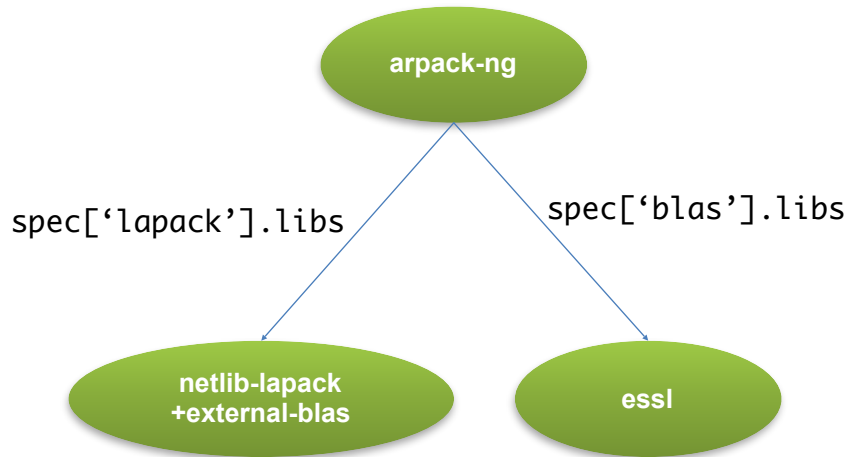 arpack-ng
spec[‘lapack’].libs
spec[‘blas’].libs
netlib-lapack
+external-blas
essl